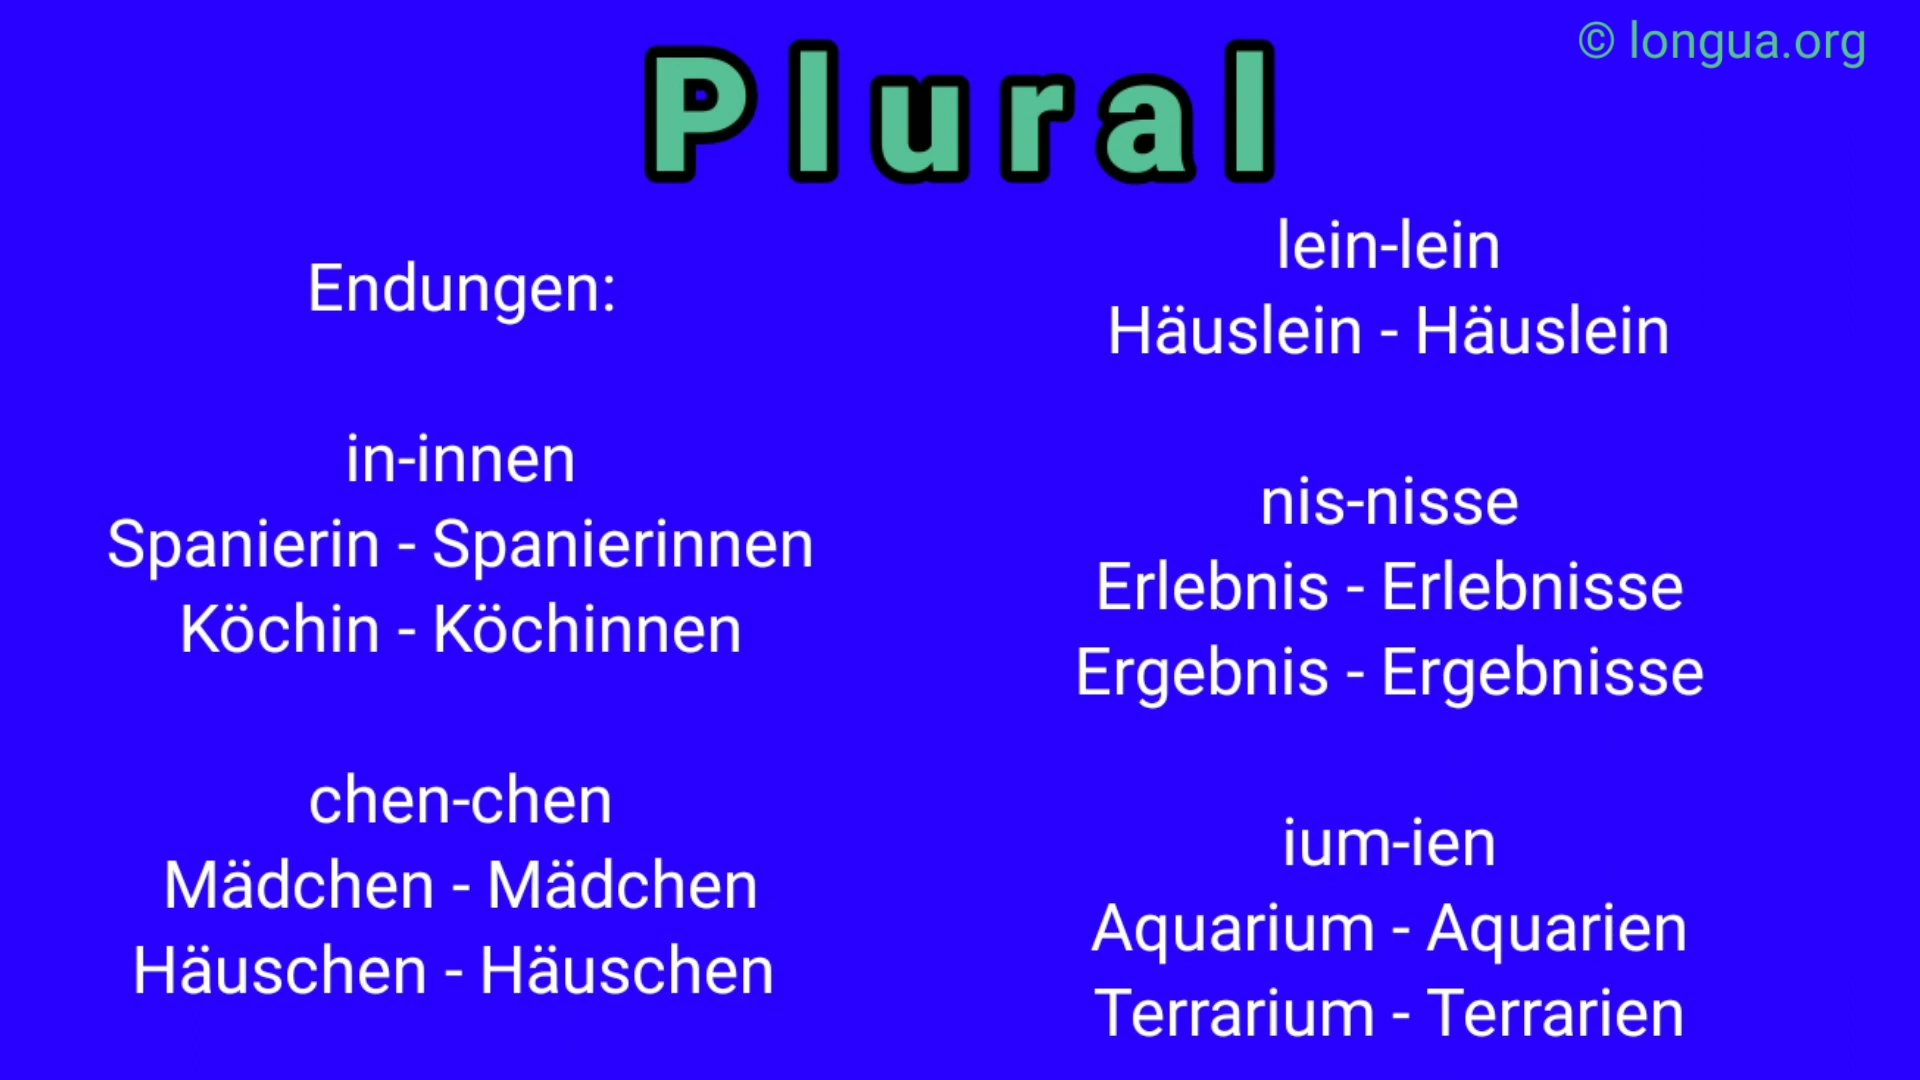 Plural
© longua.org
Endungen:
in-innen
Spanierin - Spanierinnen
Köchin - Köchinnen
chen-chen
Mädchen - Mädchen
Häuschen - Häuschen
lein-lein
Häuslein - Häuslein
nis-nisse
Erlebnis - Erlebnisse
Ergebnis - Ergebnisse
ium-ien
Aquarium - Aquarien
Terrarium - Terrarien